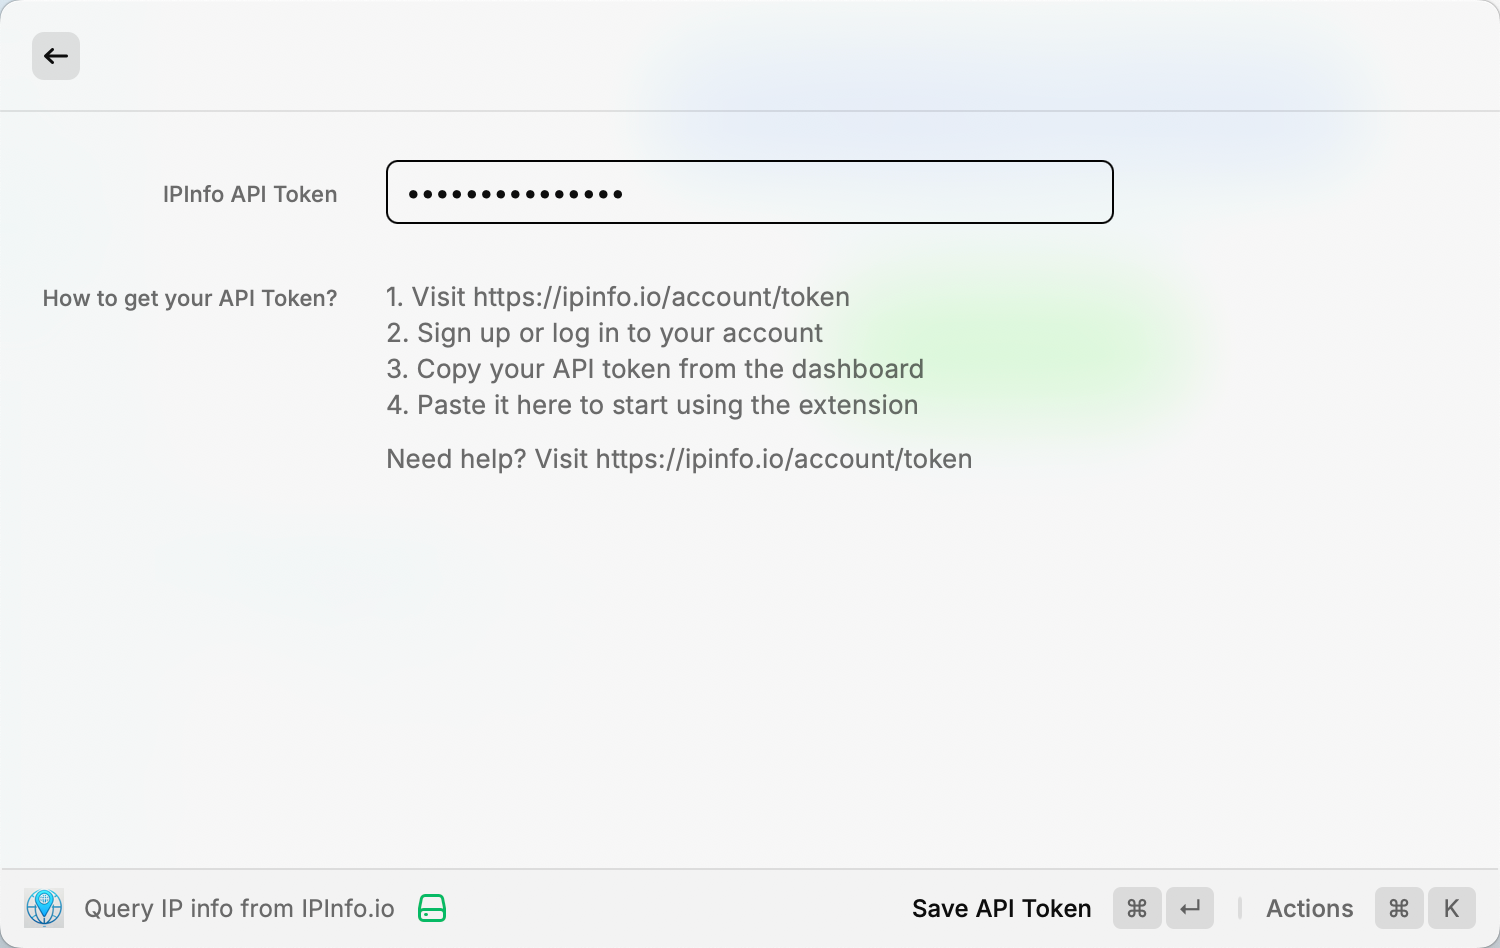 IPInfo API Token
•••••••••••••••
How to get your API Token?
1. Visit https://ipinfo.io/account/token
2. Sign up or log in to your account
3. Copy your API token from the dashboard
4. Paste it here to start using the extension
Need help? Visit https://ipinfo.io/account/token
Query IP info from IPInfo.io
Save API Token ⌘ ↵ | Actions ⌘ K